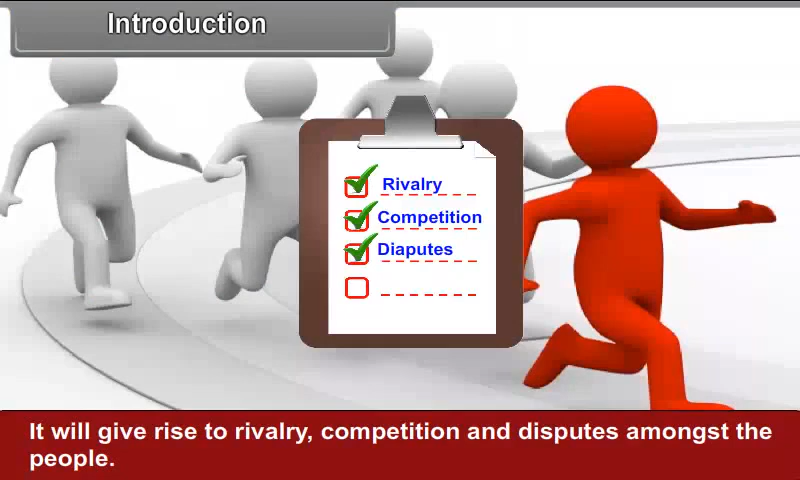 Introduction
Rivalry
Competition
Diaputes
It will give rise to rivalry, competition and disputes amongst the
people.